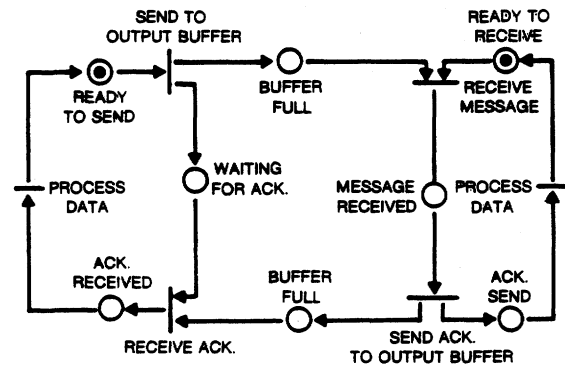 SEND TO
OUTPUT BUFFER
READY TO
RECEIVE
READY
TO SEND
BUFFER
FULL
RECEIVE
MESSAGE
WAITING
FOR ACK.
PROCESS
DATA
MESSAGE
RECEIVED
PROCESS
DATA
ACK.
RECEIVED
BUFFER
FULL
ACK.
SEND
RECEIVE ACK.
SEND ACK.
TO OUTPUT BUFFER